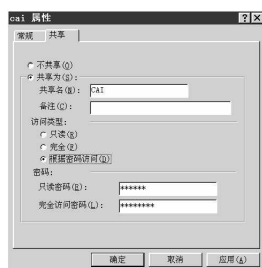 cai 属性
常规 共享
不共享(O)
共享为(S):
共享名(N): CAI
备注(C):
访问类型:
只读(R)
完全(F)
根据密码访问(D)
密码:
只读密码(E): ******
完全访问密码(L): ********
确定 取消 应用(A)